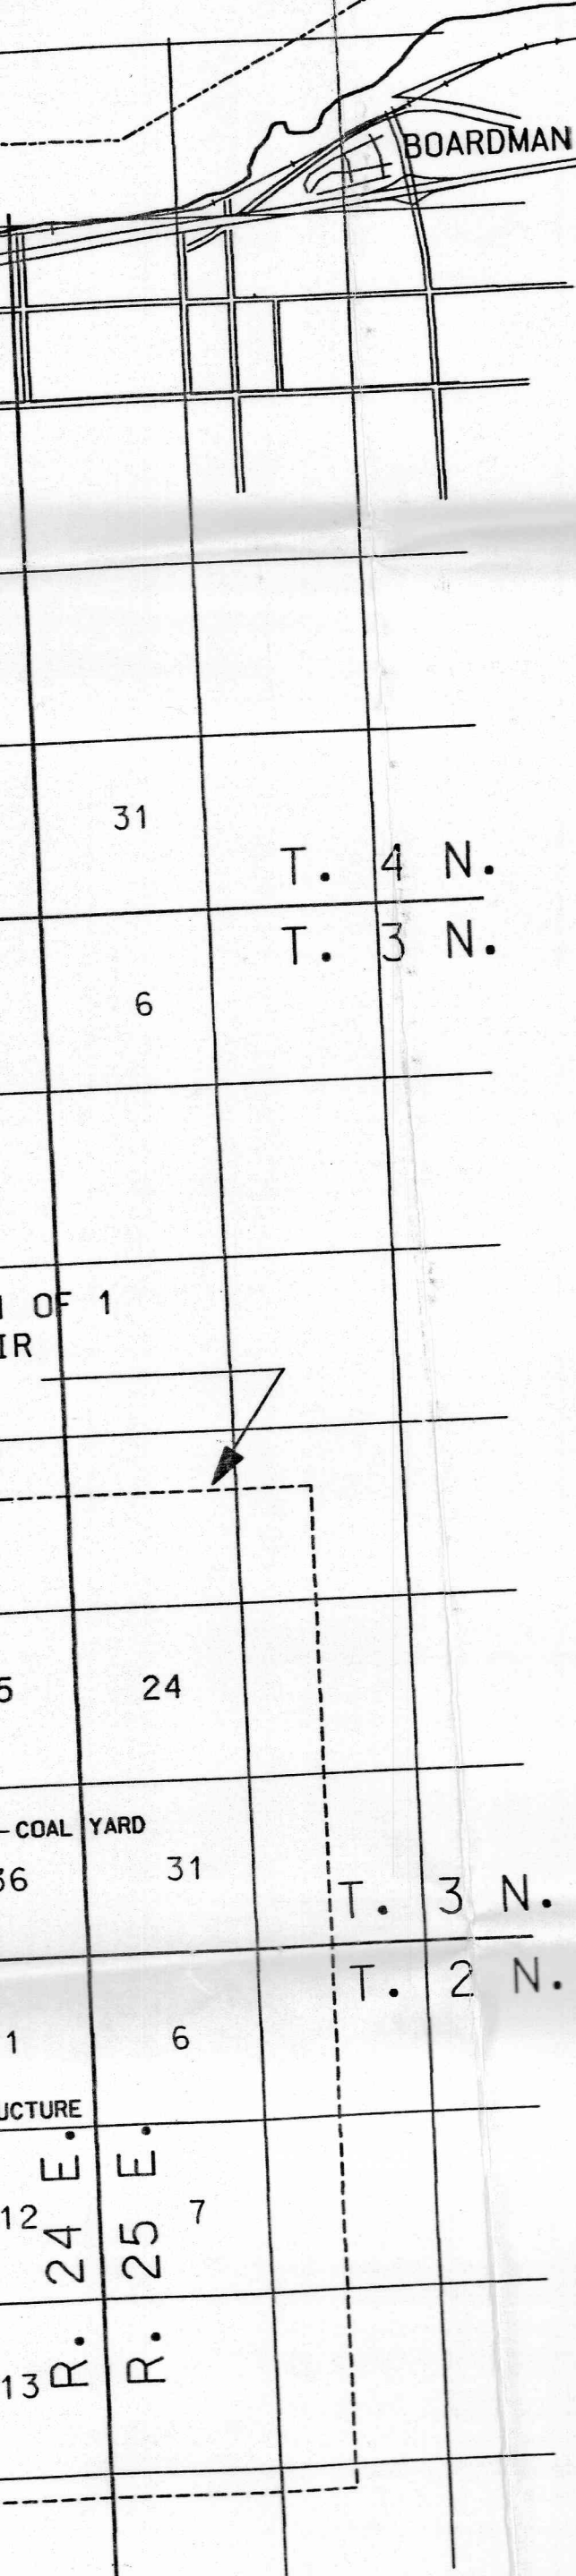 BOARDMAN
31
T. 4 N.
T. 3 N.
6
OF 1
IR
5 24
COAL YARD
36 31
T. 3 N.
T. 2 N.
1 6
UCTURE
12 7
13
R. 24 E.
R. 25 E.